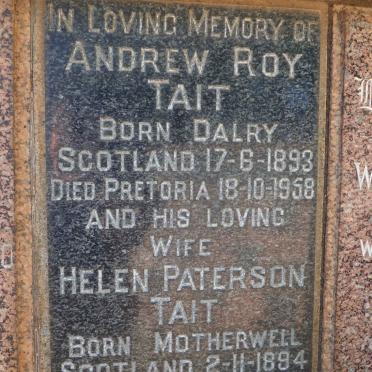 IN LOVING MEMORY OF
ANDREW ROY
TAIT
BORN DALRY
SCOTLAND 17-6-1893
DIED PRETORIA 18-10-1958
AND HIS LOVING
WIFE
HELEN PATERSON
TAIT
BORN MOTHERWELL
SCOTLAND 2-11-1894